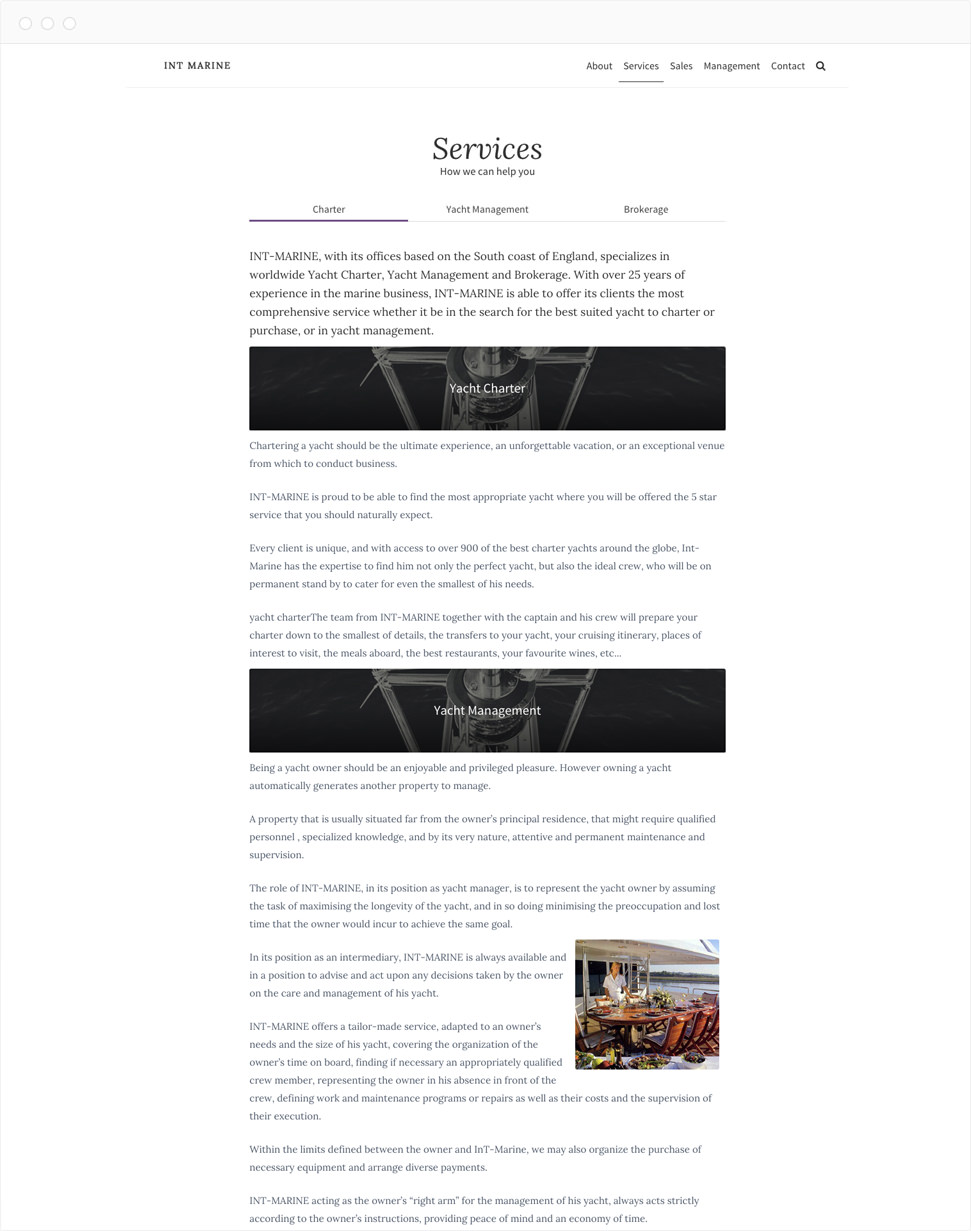 INT MARINE
About Services Sales Management Contact
Services
How we can help you
Charter Yacht Management Brokerage
INT-MARINE, with its offices based on the South coast of England, specializes in
worldwide Yacht Charter, Yacht Management and Brokerage. With over 25 years of
experience in the marine business, INT-MARINE is able to offer its clients the most
comprehensive service whether it be in the search for the best suited yacht to charter or
purchase, or in yacht management.
Yacht Charter
Chartering a yacht should be the ultimate experience, an unforgettable vacation, or an exceptional venue
from which to conduct business.
INT-MARINE is proud to be able to find the most appropriate yacht where you will be offered the 5 star
service that you should naturally expect.
Every client is unique, and with access to over 900 of the best charter yachts around the globe, Int-
Marine has the expertise to find him not only the perfect yacht, but also the ideal crew, who will be on
permanent stand by to cater for even the smallest of his needs.
yacht charterThe team from INT-MARINE together with the captain and his crew will prepare your
charter down to the smallest of details, the transfers to your yacht, your cruising itinerary, places of
interest to visit, the meals aboard, the best restaurants, your favourite wines, etc...
Yacht Management
Being a yacht owner should be an enjoyable and privileged pleasure. However owning a yacht
automatically generates another property to manage.
A property that is usually situated far from the owner's principal residence, that might require qualified
personnel , specialized knowledge, and by its very nature, attentive and permanent maintenance and
supervision.
The role of INT-MARINE, in its position as yacht manager, is to represent the yacht owner by assuming
the task of maximising the longevity of the yacht, and in so doing minimising the preoccupation and lost
time that the owner would incur to achieve the same goal.
In its position as an intermediary, INT-MARINE is always available and
in a position to advise and act upon any decisions taken by the owner
on the care and management of his yacht.
INT-MARINE offers a tailor-made service, adapted to an owner's
needs and the size of his yacht, covering the organization of the
owner's time on board, finding if necessary an appropriately qualified
crew member, representing the owner in his absence in front of the
crew, defining work and maintenance programs or repairs as well as their costs and the supervision of
their execution.
Within the limits defined between the owner and InT-Marine, we may also organize the purchase of
necessary equipment and arrange diverse payments.
INT-MARINE acting as the owner's “right arm” for the management of his yacht, always acts strictly
according to the owner's instructions, providing peace of mind and an economy of time.